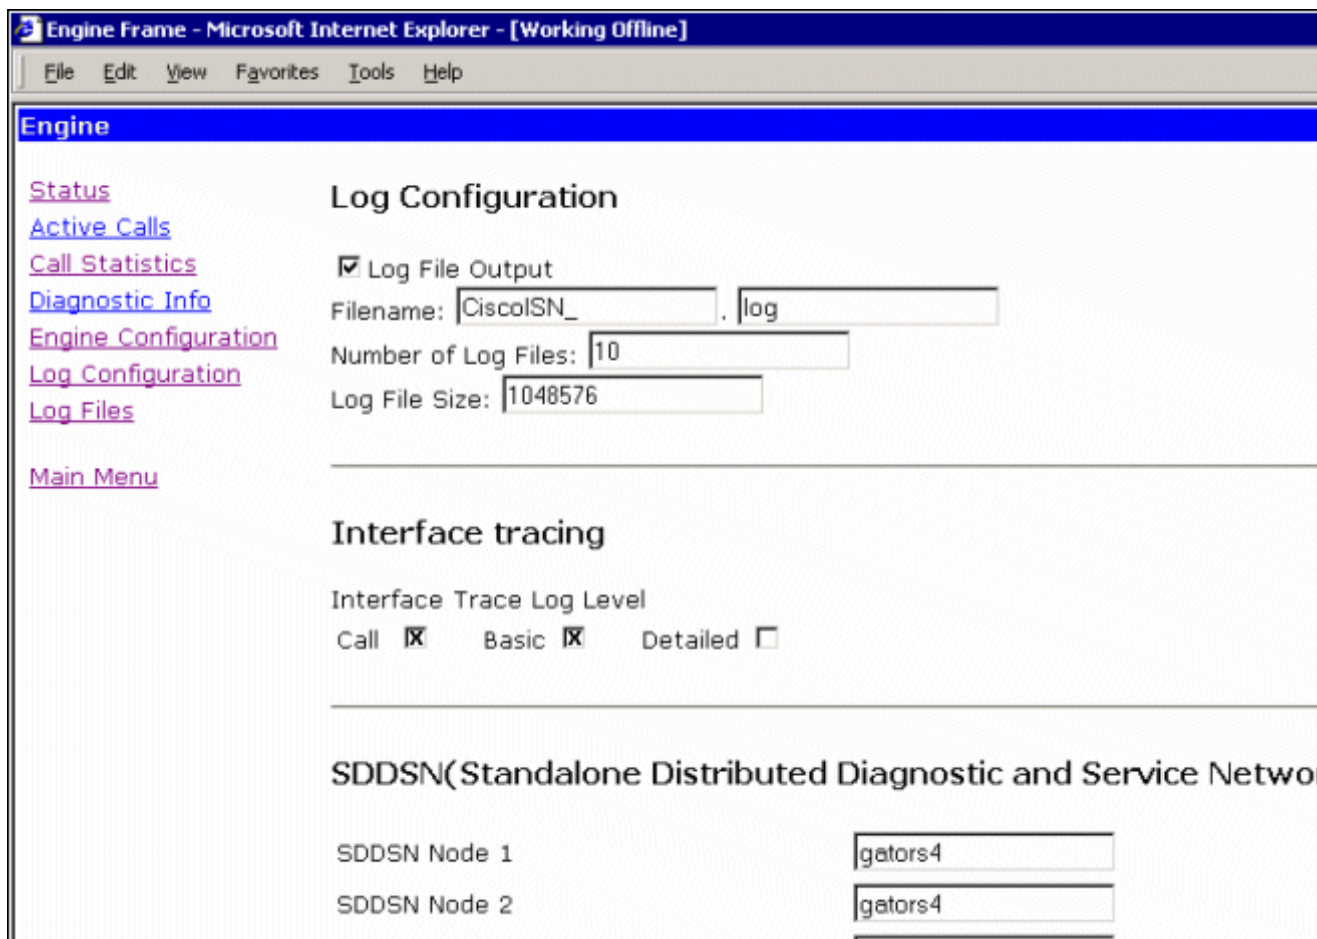 Engine Frame - Microsoft Internet Explorer - [Working Offline]
File Edit View Favorites Tools Help
Engine
Status
Active Calls
Call Statistics
Diagnostic Info
Engine Configuration
Log Configuration
Log Files
Main Menu
Log Configuration
Log File Output
Filename: CiscoISN_ . log
Number of Log Files: 10
Log File Size: 1048576
Interface tracing
Interface Trace Log Level
Call Basic Detailed
SDDSN(Standalone Distributed Diagnostic and Service Networ
SDDSN Node 1 gators4
SDDSN Node 2 gators4